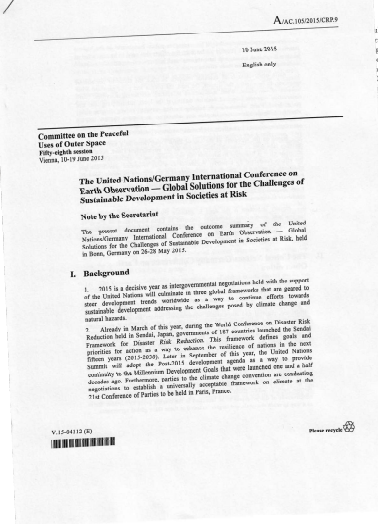 A/AC.105/2015/CRP.9
10 June 2015
English only
Committee on the Peaceful
Uses of Outer Space
Fifty-eighth session
Vienna, 10-19 June 2015
The United Nations/Germany International Conference on
Earth Observation — Global Solutions for the Challenges of
Sustainable Development in Societies at Risk
Note by the Secretariat
The present document contains the outcome summary of the United
Nations/Germany International Conference on Earth Observation — Global
Solutions for the Challenges of Sustainable Development in Societies at Risk, held
in Bonn, Germany on 26-28 May 2015.
I. Background
1. 2015 is a decisive year as intergovernmental negotiations held with the support
of the United Nations will culminate in three global frameworks that are geared to
steer development trends worldwide as a way to continue efforts towards
sustainable development addressing the challenges posed by climate change and
natural hazards.
2. Already in March of this year, during the World Conference on Disaster Risk
Reduction held in Sendai, Japan, governments of 187 countries launched the Sendai
Framework for Disaster Risk Reduction. This framework defines goals and
priorities for action as a way to enhance the resilience of nations in the next
fifteen years (2015-2030). Later in September of this year, the United Nations
Summit will adopt the Post-2015 development agenda as a way to provide
continuity to the Millennium Development Goals that were launched one and a half
decades ago. Furthermore, parties to the climate change convention are conducting
negotiations to establish a universally acceptable framework on climate at the
21st Conference of Parties to be held in Paris, France.
V.15-04112 (E)
Please recycle